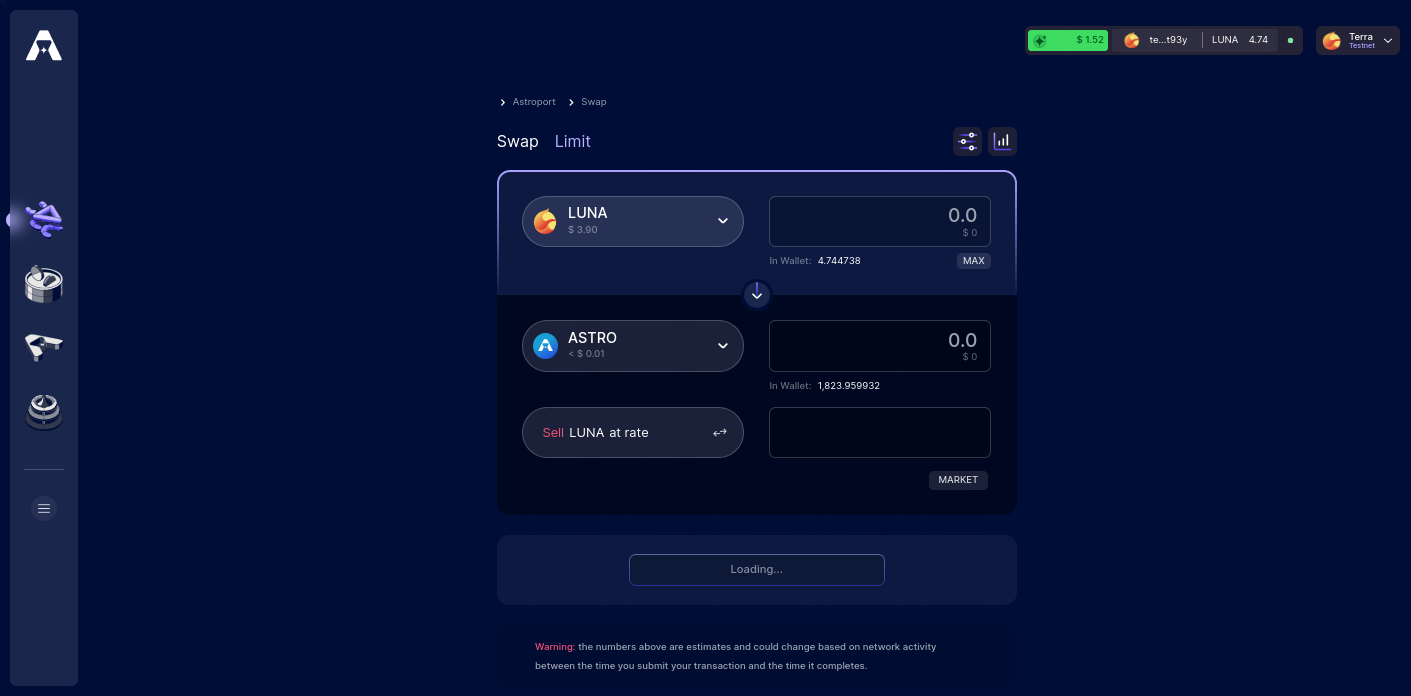 $ 1.52
te...t93y
LUNA 4.74
Terra
Testnet
Astroport
Swap
Swap
Limit
LUNA
$ 3.90
0.0
$ 0
In Wallet: 4.744738
MAX
ASTRO
< $ 0.01
0.0
$ 0
In Wallet: 1,823.959932
Sell LUNA at rate
MARKET
Loading...
Warning: the numbers above are estimates and could change based on network activity
between the time you submit your transaction and the time it completes.